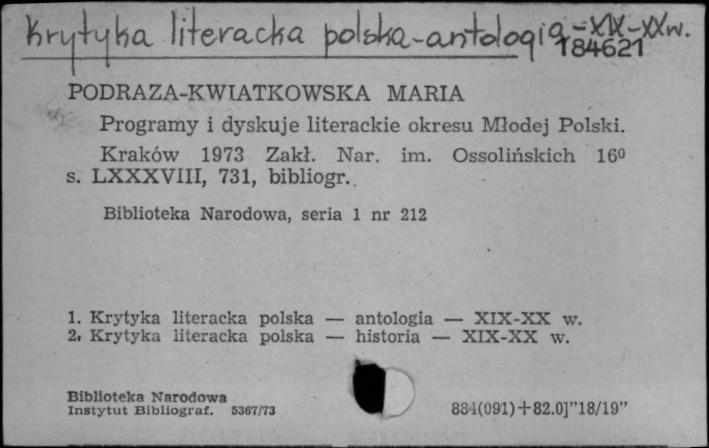 krytyka literacka polska-antologia-XIX-XXw.
184621
PODRAZA-KWIATKOWSKA MARIA
Programy i dyskuje literackie okresu Młodej Polski.
Kraków 1973 Zakł. Nar. im. Ossolińskich 16⁰
s. LXXXVIII, 731, bibliogr.
Biblioteka Narodowa, seria 1 nr 212
1. Krytyka literacka polska — antologia — XIX-XX w.
2. Krytyka literacka polska — historia — XIX-XX w.
Biblioteka Narodowa
Instytut Bibliograf. 5367/73
884(091)+82.0]"18/19"